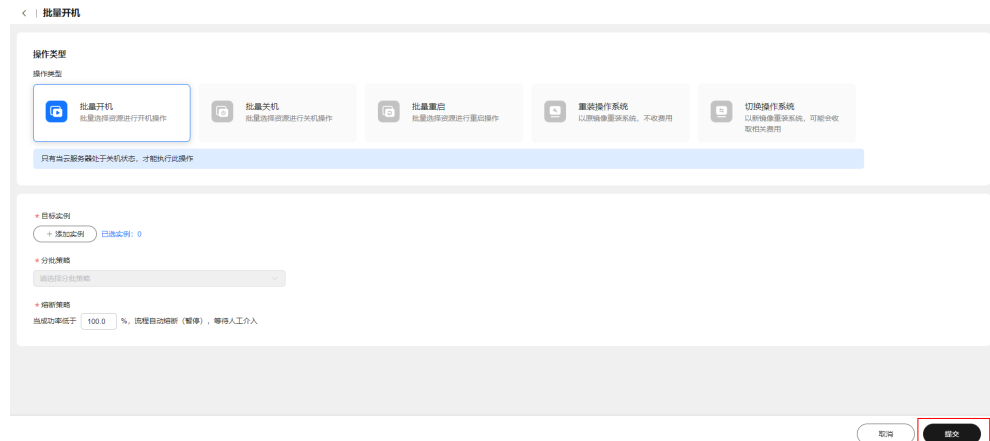 批量开机
操作类型
操作类型
批量开机
批量选择资源进行开机操作
批量关机
批量选择资源进行关机操作
批量重启
批量选择资源进行重启操作
重装操作系统
以原镜像重装系统，不收费用
切换操作系统
以新镜像重装系统，可能会收
取相关费用
只有当云服务器处于关机状态，才能执行此操作
* 目标实例
+ 添加实例 已选实例：0
* 分批策略
请选择分批策略
* 熔断策略
当成功率低于 100.0 %，流程自动熔断（暂停），等待人工介入
取消 提交